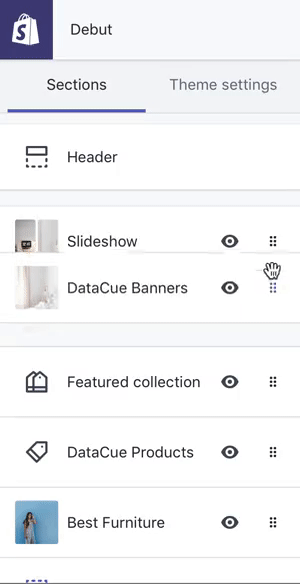 Debut
Sections Theme settings
Header
Slideshow
DataCue Banners
Featured collection
DataCue Products
Best Furniture